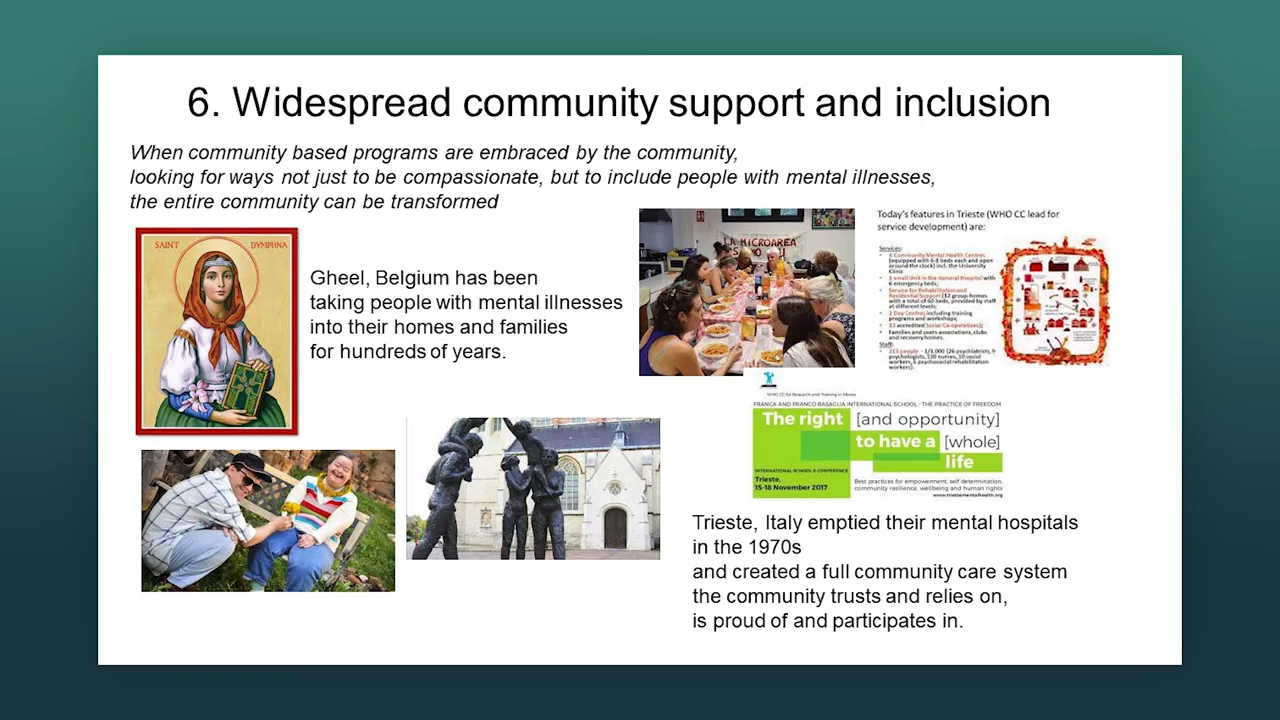 6. Widespread community support and inclusion
When community based programs are embraced by the community,
looking for ways not just to be compassionate, but to include people with mental illnesses,
the entire community can be transformed
SAINT DYMPHNA
Gheel, Belgium has been
taking people with mental illnesses
into their homes and families
for hundreds of years.
MICROAREA
Today's features in Trieste (WHO CC lead for
service development) are:
Services:
4 Community Mental Health Centres
(equipped with 6-8 beds each and open
around the clock) incl. the University
Clinic
1 small Unit in the General Hospital with
6 emergency beds;
Service for Rehabilitation and
Residential Support (12 group-homes
with a total of 60 beds, provided by staff
at different levels;
2 Day Centres including training
programs and workshops;
13 accredited Social Co-operatives;
Families and users associations, clubs
and recovery homes.
Staff:
211 people - 1/1.000 (26 psychiatrists, 9
psychologists, 130 nurses, 10 social
workers, 6 psychosocial rehabilitation
workers).
WHO CC for Research and Training in Mental
FRANCA AND FRANCO BASAGLIA INTERNATIONAL SCHOOL - THE PRACTICE OF FREEDOM
The right [and opportunity]
to have a [whole]
life
INTERNATIONAL SCHOOL & CONFERENCE
Trieste,
15-18 November 2017
Best practices for empowerment, self determination,
community resilience, wellbeing and human rights
www.triestementalhealth.org
Trieste, Italy emptied their mental hospitals
in the 1970s
and created a full community care system
the community trusts and relies on,
is proud of and participates in.